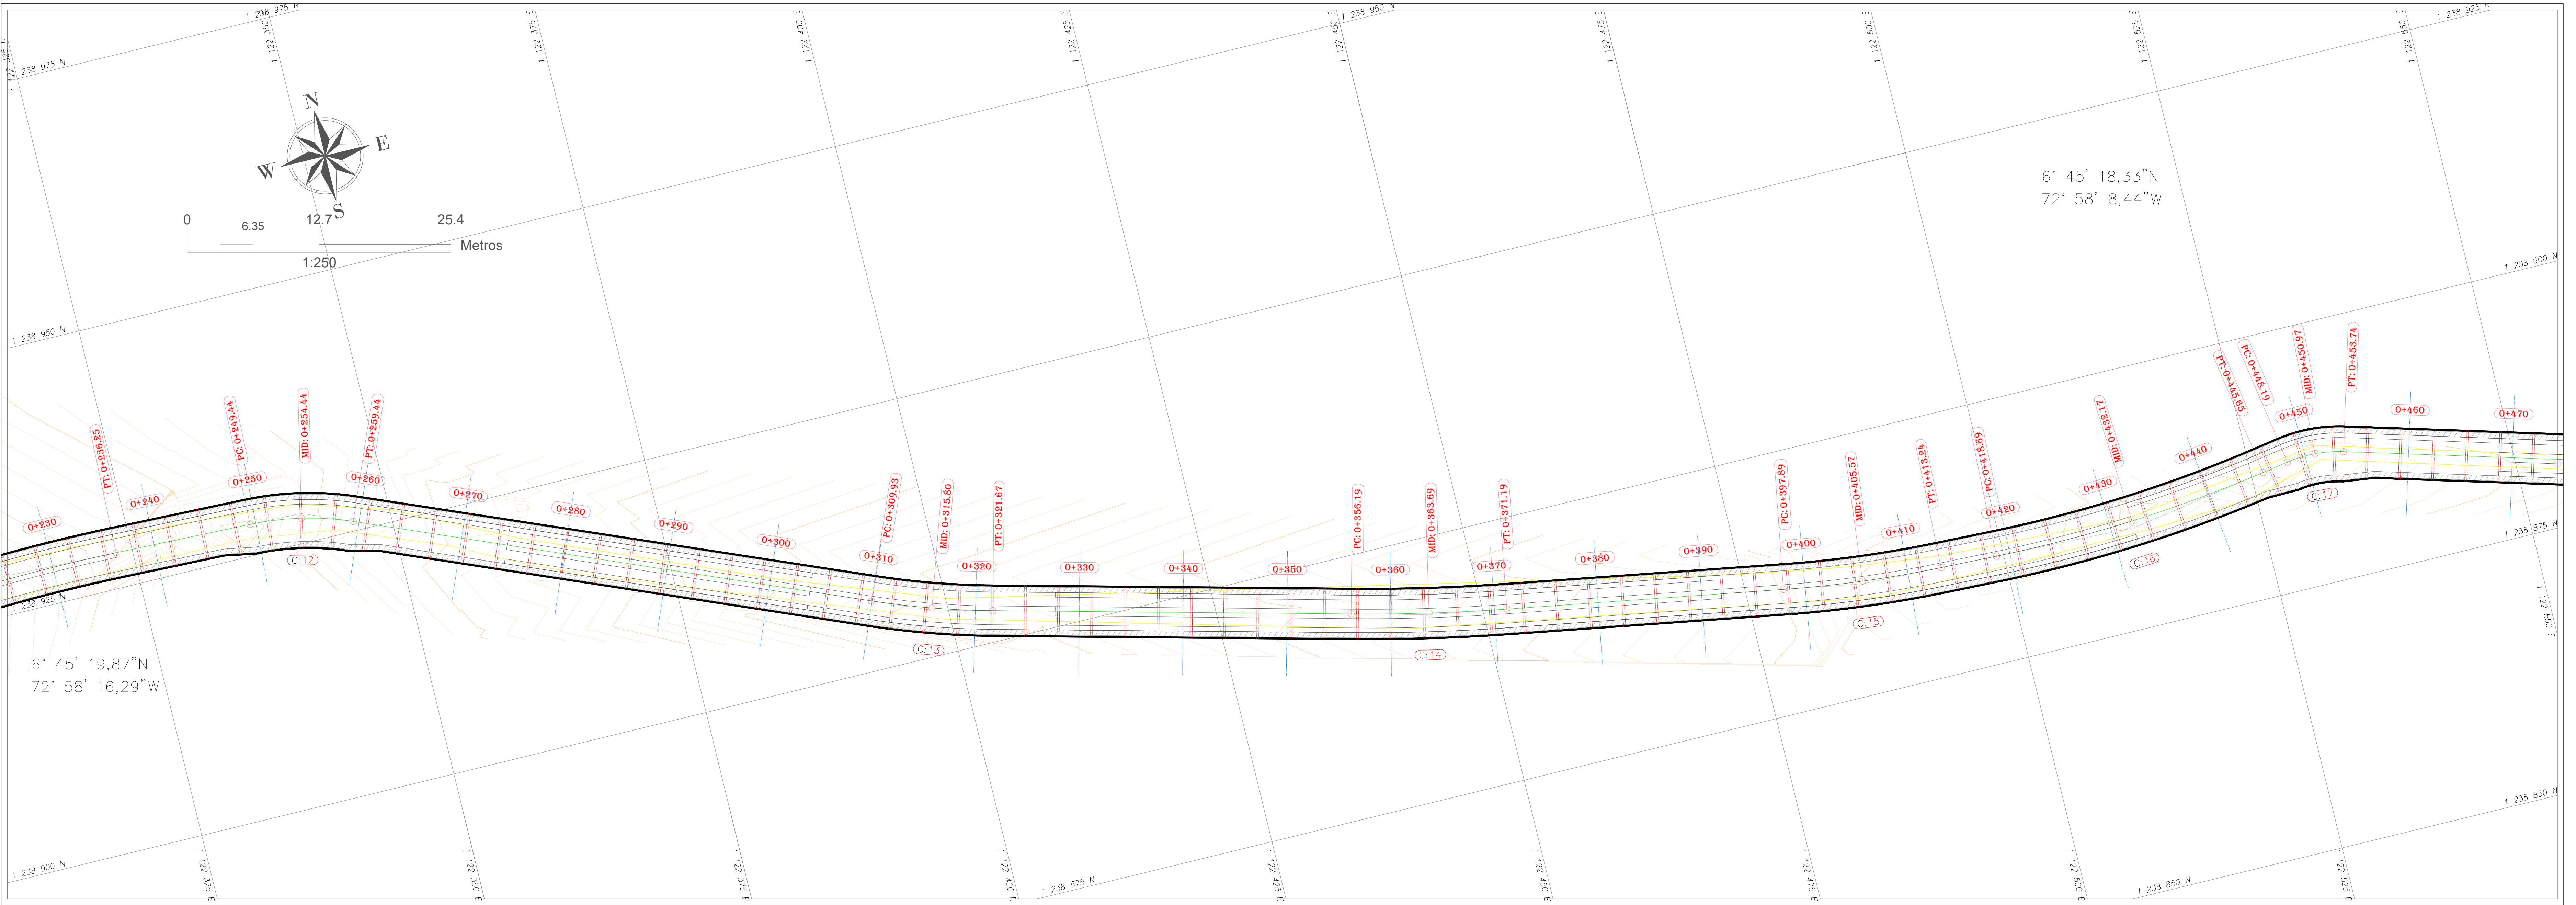 1 238 975 N
1 238 950 N
1 238 925 N
1 122 325 E
1 122 350 E
1 122 375 E
1 122 400 E
1 122 425 E
1 122 450 E
1 122 475 E
1 122 500 E
1 122 525 E
1 122 550 E
1 238 975 N
N
E
W
S
0
6.35
12.7
25.4
Metros
1:250
6° 45' 18,33"N
72° 58' 8,44"W
1 238 900 N
1 238 950 N
PT: 0+236.25
PC: 0+249.44
MID: 0+254.44
PT: 0+259.44
PC: 0+309.93
MID: 0+315.80
PT: 0+321.67
PC: 0+356.19
MID: 0+363.69
PT: 0+371.19
PC: 0+397.89
MID: 0+405.57
PT: 0+413.24
PC: 0+418.69
MID: 0+432.17
PT: 0+445.65
PC: 0+448.19
MID: 0+450.97
PT: 0+453.74
0+230
0+240
0+250
0+260
0+270
0+280
0+290
0+300
0+310
0+320
0+330
0+340
0+350
0+360
0+370
0+380
0+390
0+400
0+410
0+420
0+430
0+440
0+450
0+460
0+470
C: 12
C: 13
C: 14
C: 15
C: 16
C: 17
1 238 925 N
1 238 875 N
6° 45' 19,87"N
72° 58' 16,29"W
1 122 550 E
1 238 850 N
1 238 900 N
1 238 875 N
1 238 850 N
1 122 325 E
1 122 350 E
1 122 375 E
1 122 400 E
1 122 425 E
1 122 450 E
1 122 475 E
1 122 500 E
1 122 525 E